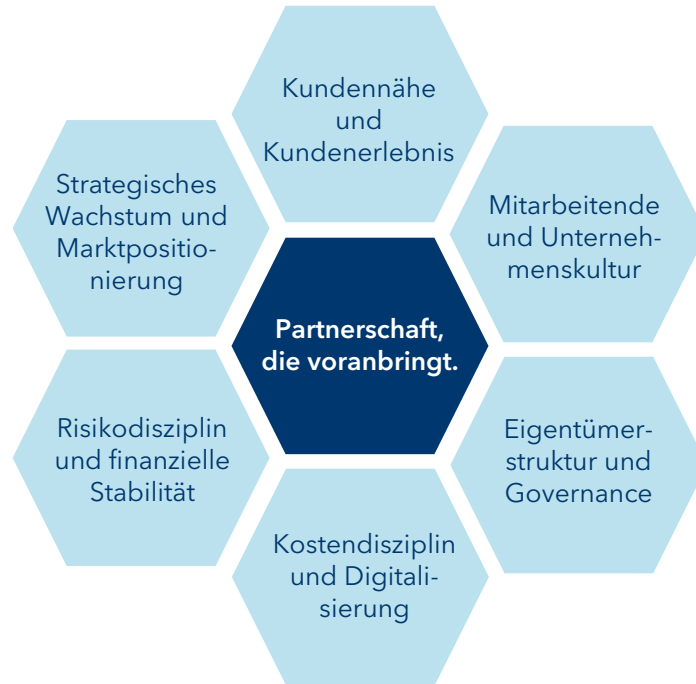 Kundennähe
und
Kundenerlebnis
Strategisches
Wachstum und
Marktpositio-
nierung
Mitarbeitende
und Unterneh-
menskultur
Partnerschaft,
die voranbringt.
Risikodisziplin
und finanzielle
Stabilität
Eigentümer-
struktur und
Governance
Kostendisziplin
und Digitali-
sierung